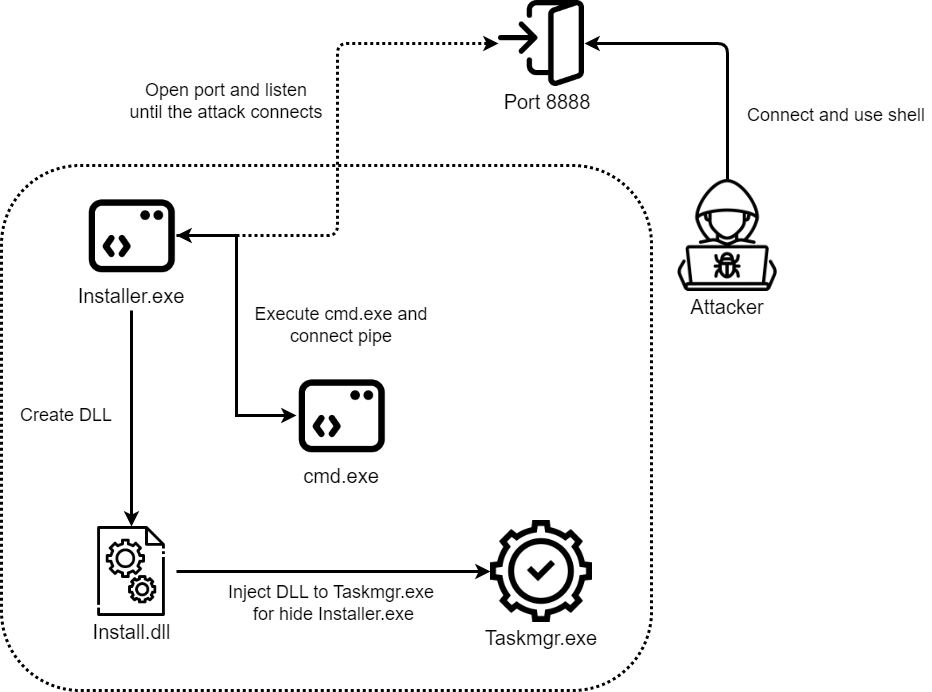 Open port and listen
until the attack connects
Port 8888
Connect and use shell
Installer.exe
Attacker
Execute cmd.exe and
connect pipe
Create DLL
cmd.exe
Inject DLL to Taskmgr.exe
for hide Installer.exe
Install.dll
Taskmgr.exe